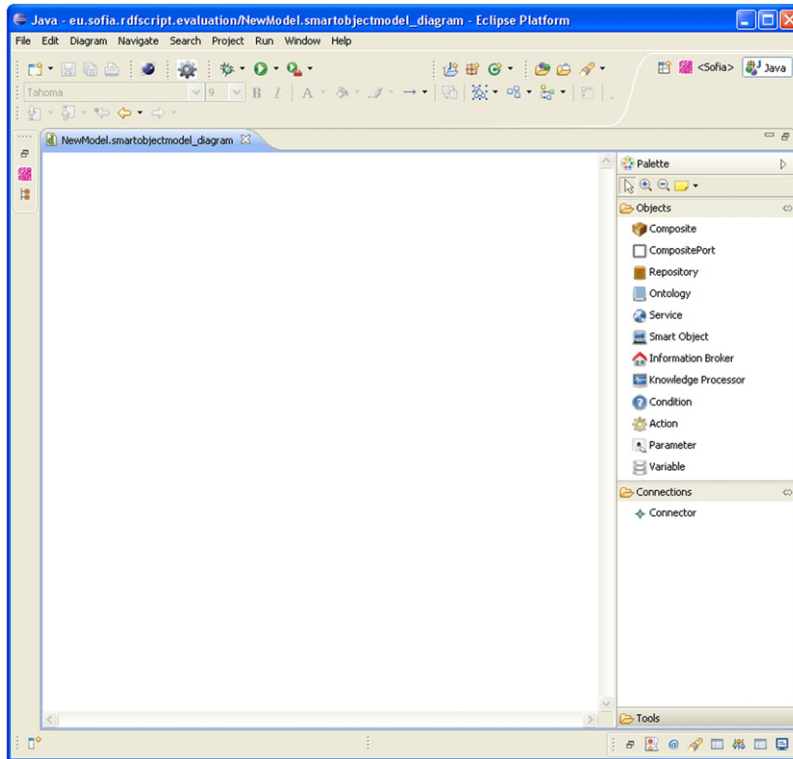 Java - eu.sofia.rdfscript.evaluation/NewModel.smartobjectmodel_diagram - Eclipse Platform
File Edit Diagram Navigate Search Project Run Window Help
<Sofia> Java
Tahoma 9 B I A
NewModel.smartobjectmodel_diagram
Palette
Objects
Composite
CompositePort
Repository
Ontology
Service
Smart Object
Information Broker
Knowledge Processor
Condition
Action
Parameter
Variable
Connections
Connector
Tools